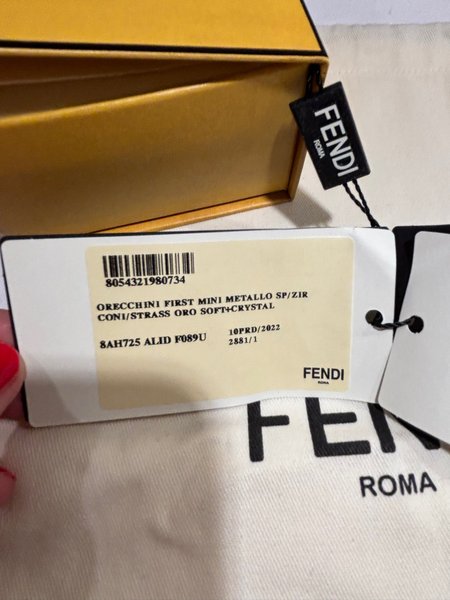 FENDI
ROMA
8054321980734
ORECCHINI FIRST MINI METALLO SP/ZIR
CONI/STRASS ORO SOFT+CRYSTAL
8AH725 ALID F089U
10PRD/2022
2881/1
FENDI
ROMA
FEN
ROMA